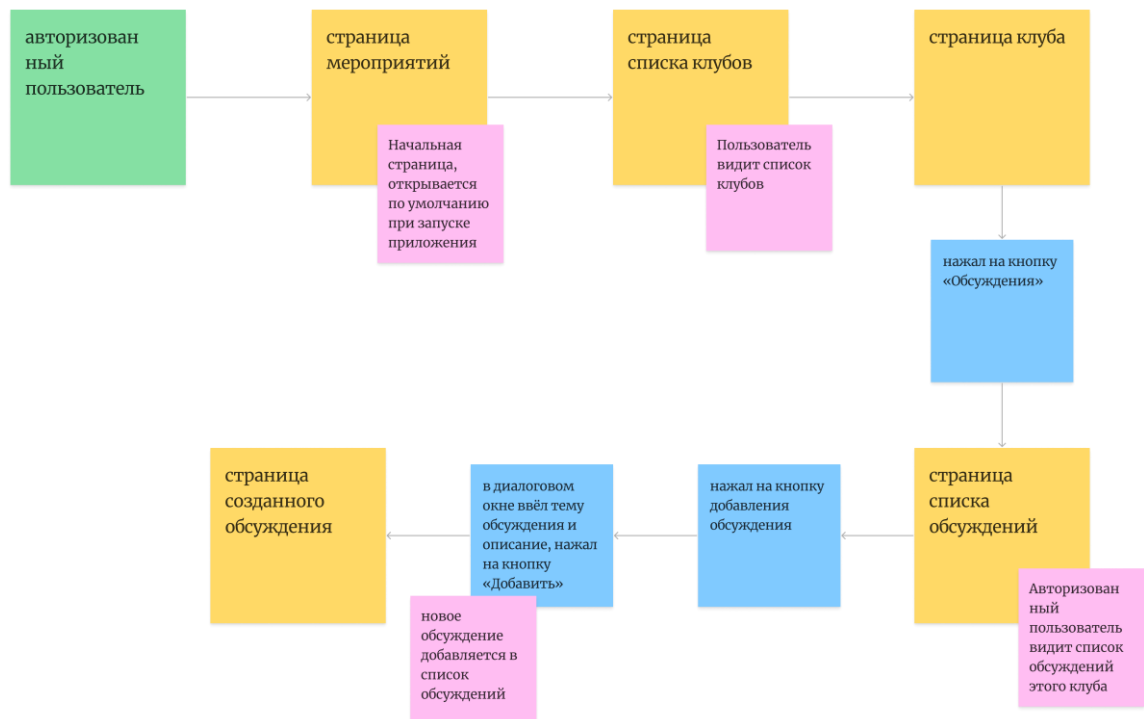 авторизован
ный
пользователь
страница
мероприятий
Начальная
страница,
открывается
по умолчанию
при запуске
приложения
страница
списка клубов
Пользователь
видит список
клубов
страница клуба
нажал на кнопку
«Обсуждения»
страница
списка
обсуждений
Авторизован
ный
пользователь
видит список
обсуждений
этого клуба
нажал на кнопку
добавления
обсуждения
в диалоговом
окне ввёл тему
обсуждения и
описание, нажал
на кнопку
«Добавить»
новое
обсуждение
добавляется в
список
обсуждений
страница
созданного
обсуждения